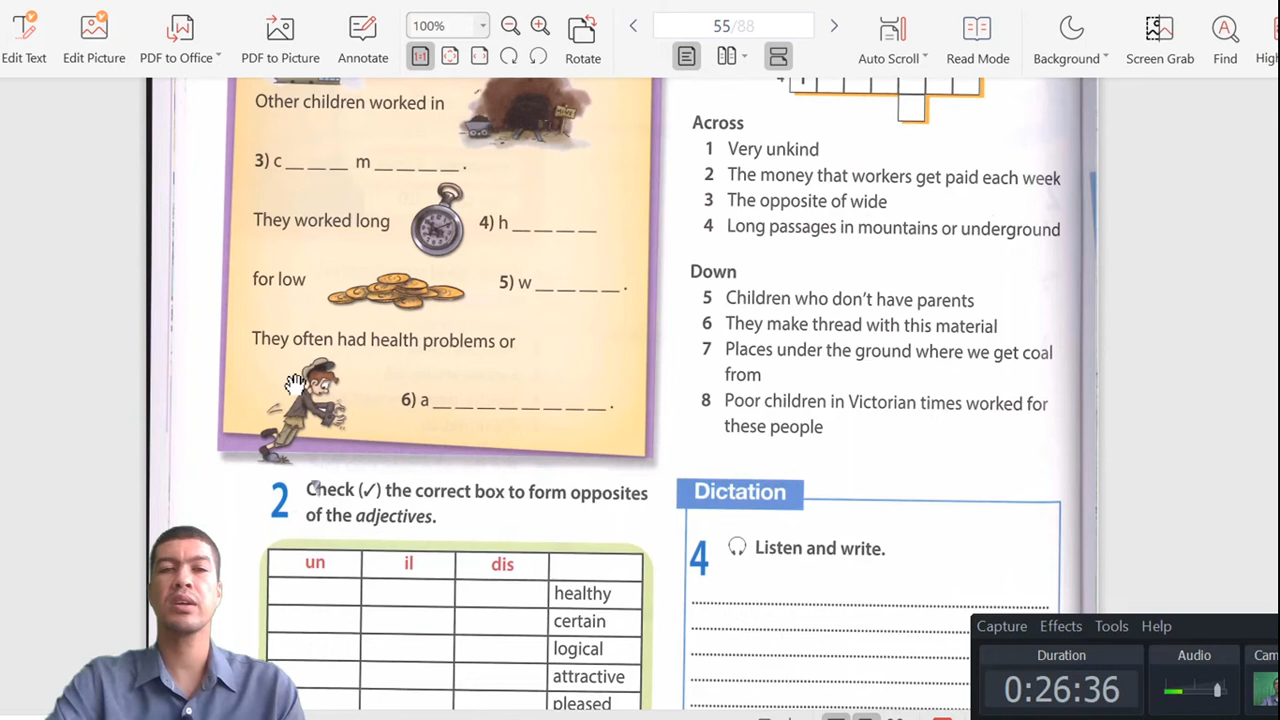 Edit Text
Edit Picture
PDF to Office
PDF to Picture
Annotate
100%
Rotate
55/88
Auto Scroll
Read Mode
Background
Screen Grab
Find
Other children worked in
3) c _ _ _ m _ _ _ _ .
They worked long 4) h _ _ _ _
for low 5) w _ _ _ _ .
They often had health problems or
6) a _ _ _ _ _ _ _ _ .
2 Check (✓) the correct box to form opposites
of the adjectives.
un il dis
healthy
certain
logical
attractive
pleased
Across
1 Very unkind
2 The money that workers get paid each week
3 The opposite of wide
4 Long passages in mountains or underground
Down
5 Children who don't have parents
6 They make thread with this material
7 Places under the ground where we get coal
from
8 Poor children in Victorian times worked for
these people
Dictation
4 Listen and write.
Capture Effects Tools Help
Duration
0:26:36
Audio